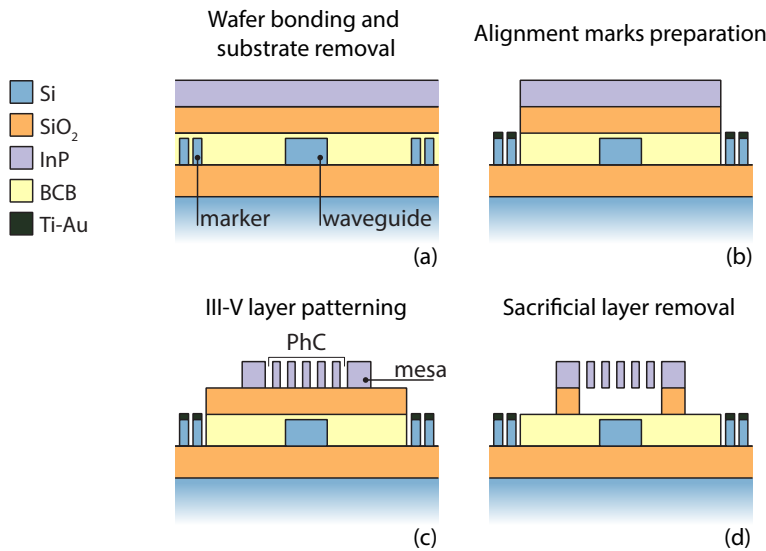 Wafer bonding and
substrate removal
Alignment marks preparation
Si
SiO₂
InP
BCB
Ti-Au
marker
waveguide
(a)
(b)
III-V layer patterning
PhC
mesa
Sacrificial layer removal
(c)
(d)